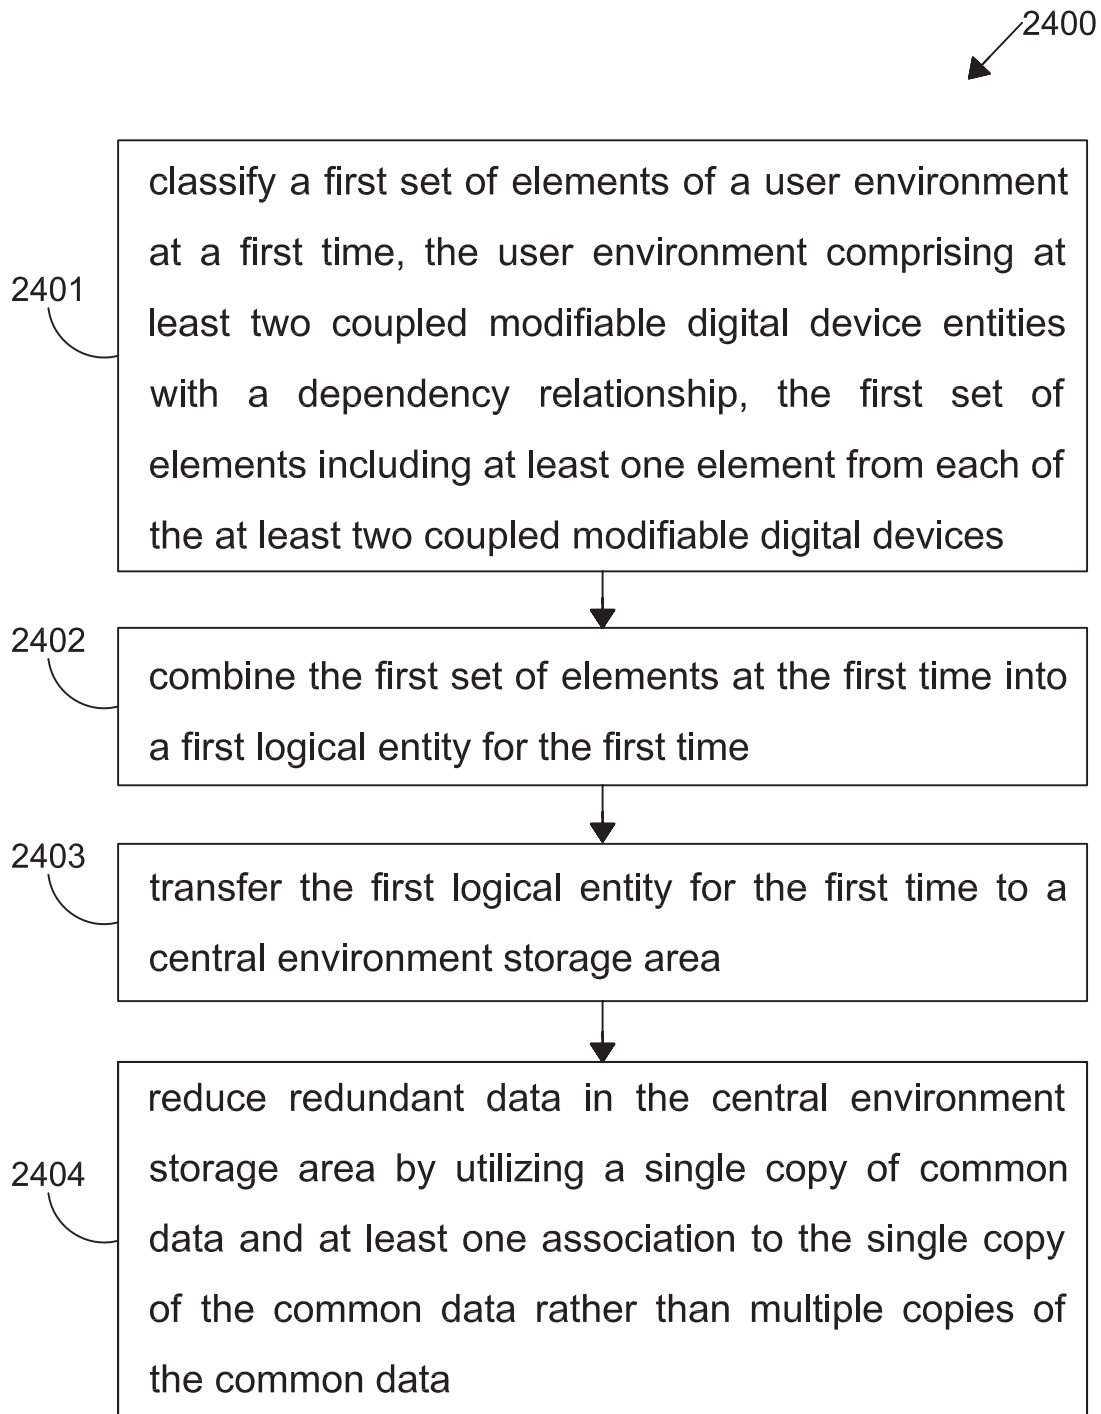 2400
2401
classify a first set of elements of a user environment
at a first time, the user environment comprising at
least two coupled modifiable digital device entities
with a dependency relationship, the first set of
elements including at least one element from each of
the at least two coupled modifiable digital devices
2402
combine the first set of elements at the first time into
a first logical entity for the first time
2403
transfer the first logical entity for the first time to a
central environment storage area
2404
reduce redundant data in the central environment
storage area by utilizing a single copy of common
data and at least one association to the single copy
of the common data rather than multiple copies of
the common data